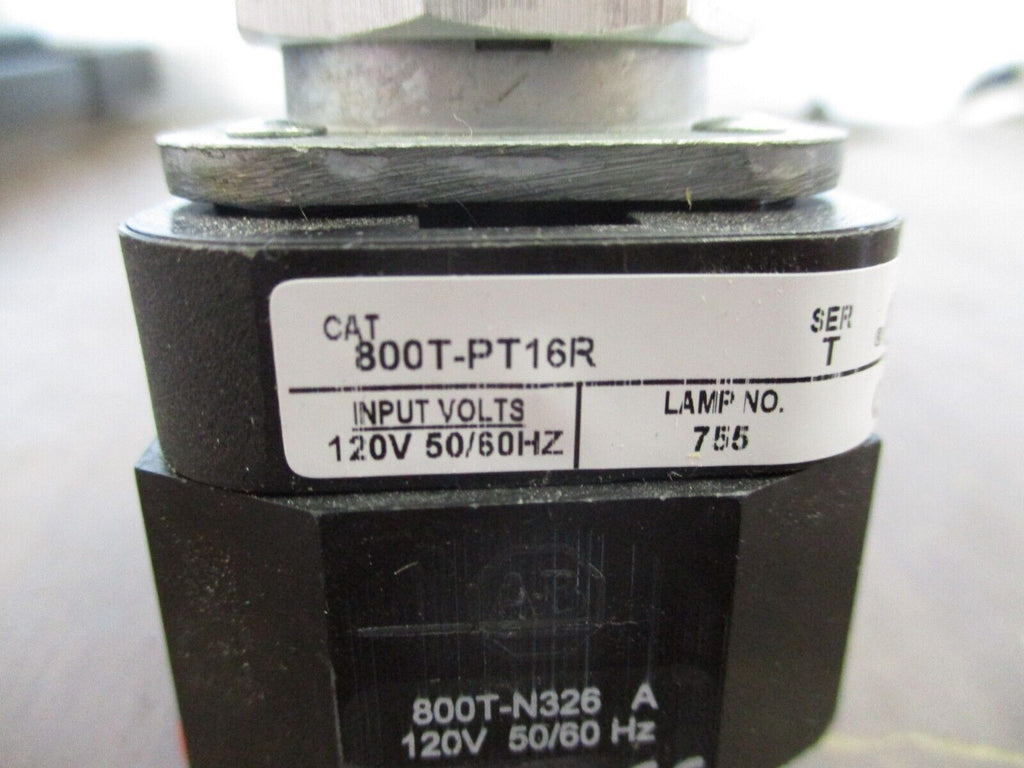 CAT
800T-PT16R
SER
T
INPUT VOLTS
120V 50/60HZ
LAMP NO.
755
A-B
800T-N326 A
120V 50/60 Hz